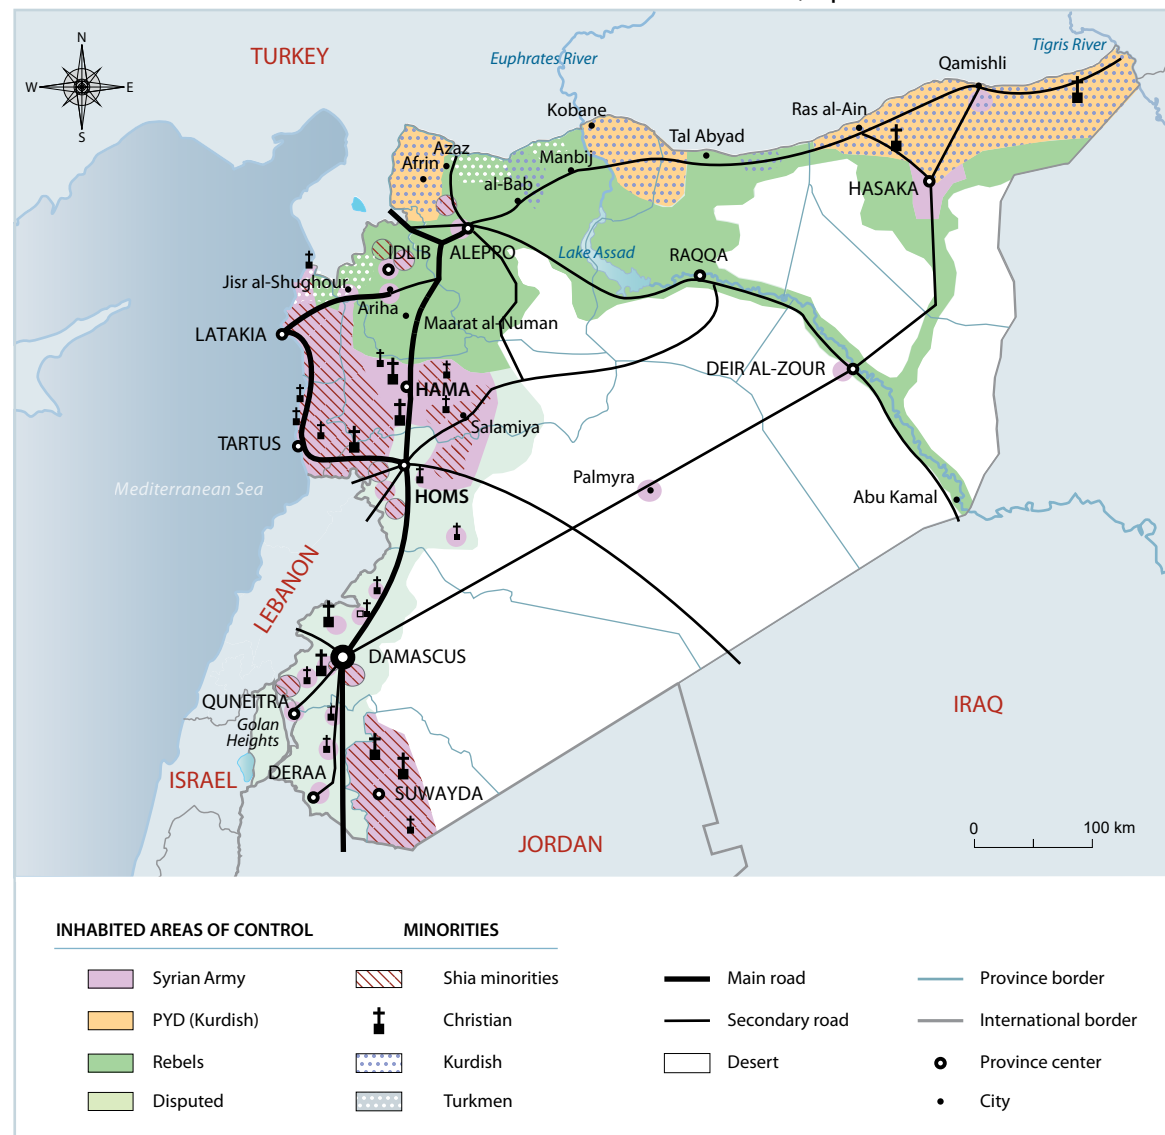 N
W
E
S
TURKEY
Euphrates River
Tigris River
Qamishli
Kobane
Ras al-Ain
Tal Abyad
Azaz
Afrin
Manbij
al-Bab
HASAKA
IDLIB
ALEPPO
Lake Assad
RAQQA
Jisr al-Shughour
Ariha
Maarat al-Numan
LATAKIA
DEIR AL-ZOUR
HAMA
Salamiya
TARTUS
Palmyra
Mediterranean Sea
HOMS
Abu Kamal
LEBANON
DAMASCUS
QUNEITRA
Golan
Heights
IRAQ
ISRAEL
DERAA
SUWAYDA
JORDAN
0 100 km
INHABITED AREAS OF CONTROL
MINORITIES
Syrian Army
Shia minorities
Main road
Province border
PYD (Kurdish)
Christian
Secondary road
International border
Rebels
Kurdish
Desert
Province center
Disputed
Turkmen
City